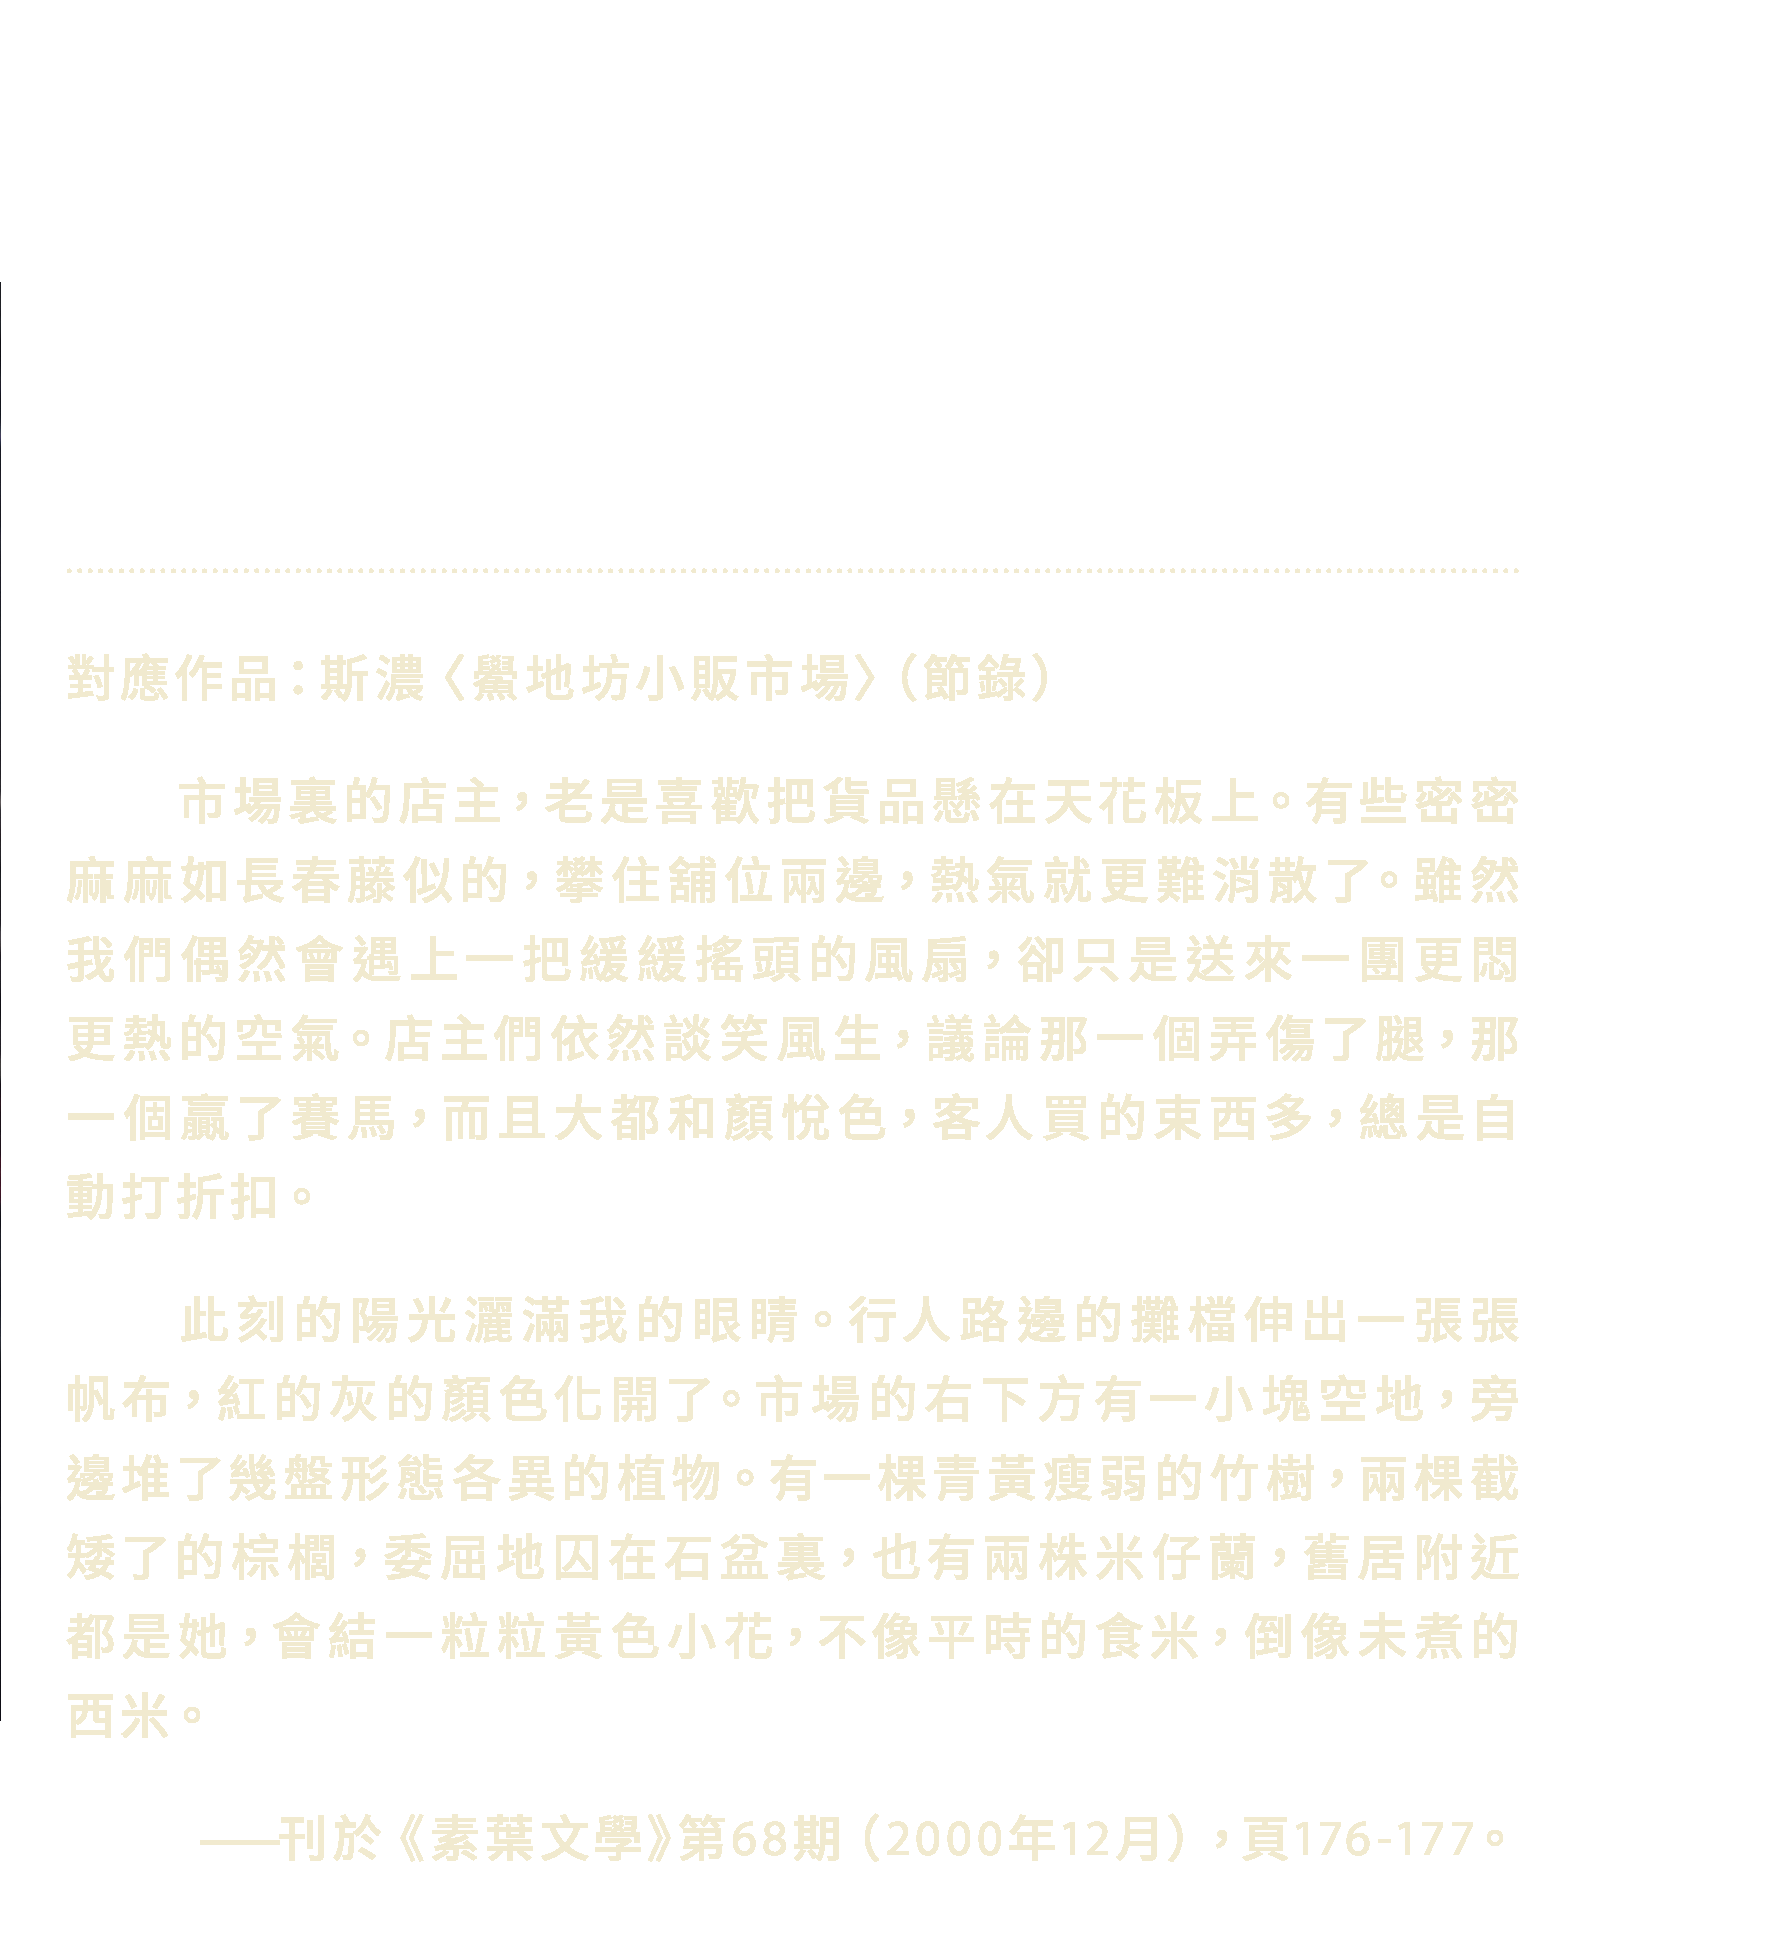 對應作品：斯濃〈鱟地坊小販市場〉（節錄）
市場裏的店主，老是喜歡把貨品懸在天花板上。有些密密
麻麻如長春藤似的，攀住舖位兩邊，熱氣就更難消散了。雖然
我們偶然會遇上一把緩緩搖頭的風扇，卻只是送來一團更悶
更熱的空氣。店主們依然談笑風生，議論那一個弄傷了腿，那
一個贏了賽馬，而且大都和顏悅色，客人買的束西多，總是自
動打折扣。
此刻的陽光灑滿我的眼睛。行人路邊的攤檔伸出一張張
帆布，紅的灰的顏色化開了。市場的右下方有一小塊空地，旁
邊堆了幾盤形態各異的植物。有一棵青黃瘦弱的竹樹，兩棵截
矮了的棕櫚，委屈地囚在石盆裏，也有兩株米仔蘭，舊居附近
都是她，會結一粒粒黃色小花，不像平時的食米，倒像未煮的
西米。
——刊於《素葉文學》第68期（2000年12月），頁176-177。